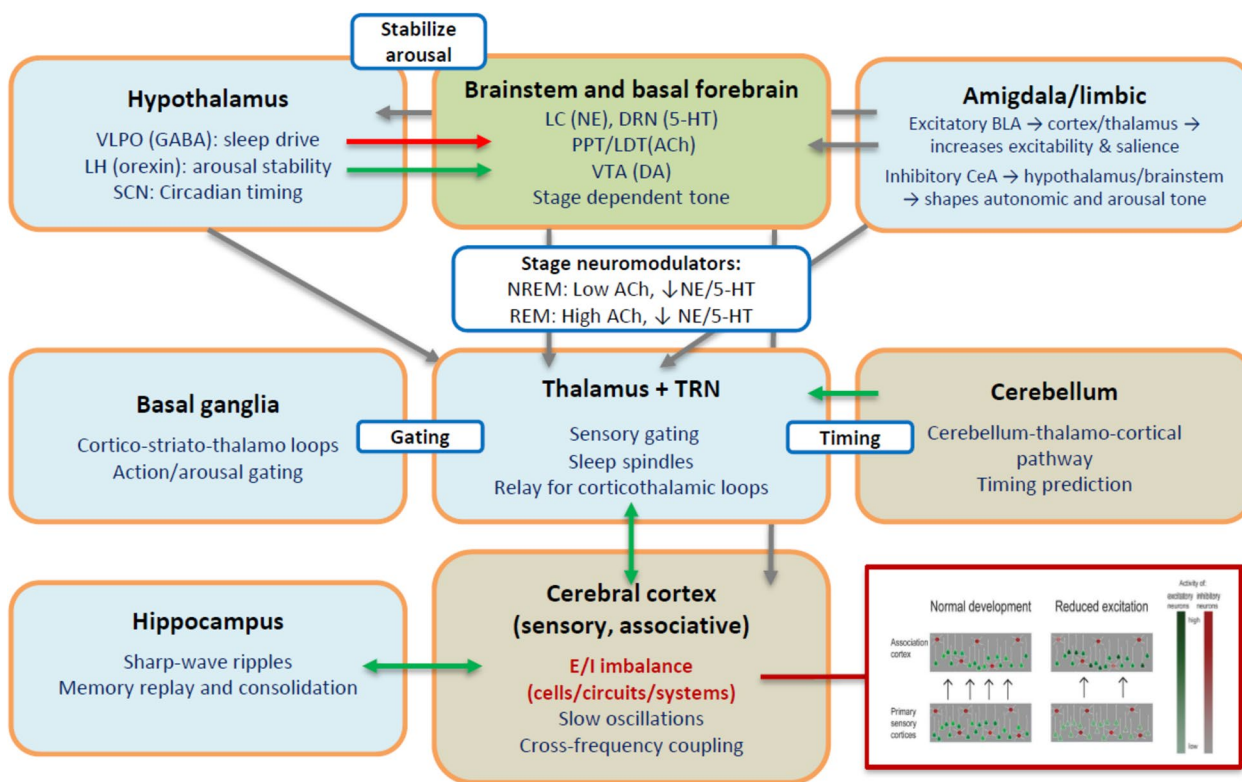 Stabilize
arousal
Hypothalamus
VLPO (GABA): sleep drive
LH (orexin): arousal stability
SCN: Circadian timing
Brainstem and basal forebrain
LC (NE), DRN (5-HT)
PPT/LDT(ACh)
VTA (DA)
Stage dependent tone
Amigdala/limbic
Excitatory BLA → cortex/thalamus →
increases excitability & salience
Inhibitory CeA → hypothalamus/brainstem
→ shapes autonomic and arousal tone
Stage neuromodulators:
NREM: Low ACh, ↓NE/5-HT
REM: High ACh, ↓ NE/5-HT
Basal ganglia
Cortico-striato-thalamo loops
Action/arousal gating
Gating
Thalamus + TRN
Sensory gating
Sleep spindles
Relay for corticothalamic loops
Timing
Cerebellum
Cerebellum-thalamo-cortical
pathway
Timing prediction
Hippocampus
Sharp-wave ripples
Memory replay and consolidation
Cerebral cortex
(sensory, associative)
E/I imbalance
(cells/circuits/systems)
Slow oscillations
Cross-frequency coupling
Normal development
Reduced excitation
Activity of:
excitatory neurons
inhibitory neurons
high
low
Association
cortex
Primary
sensory
cortices